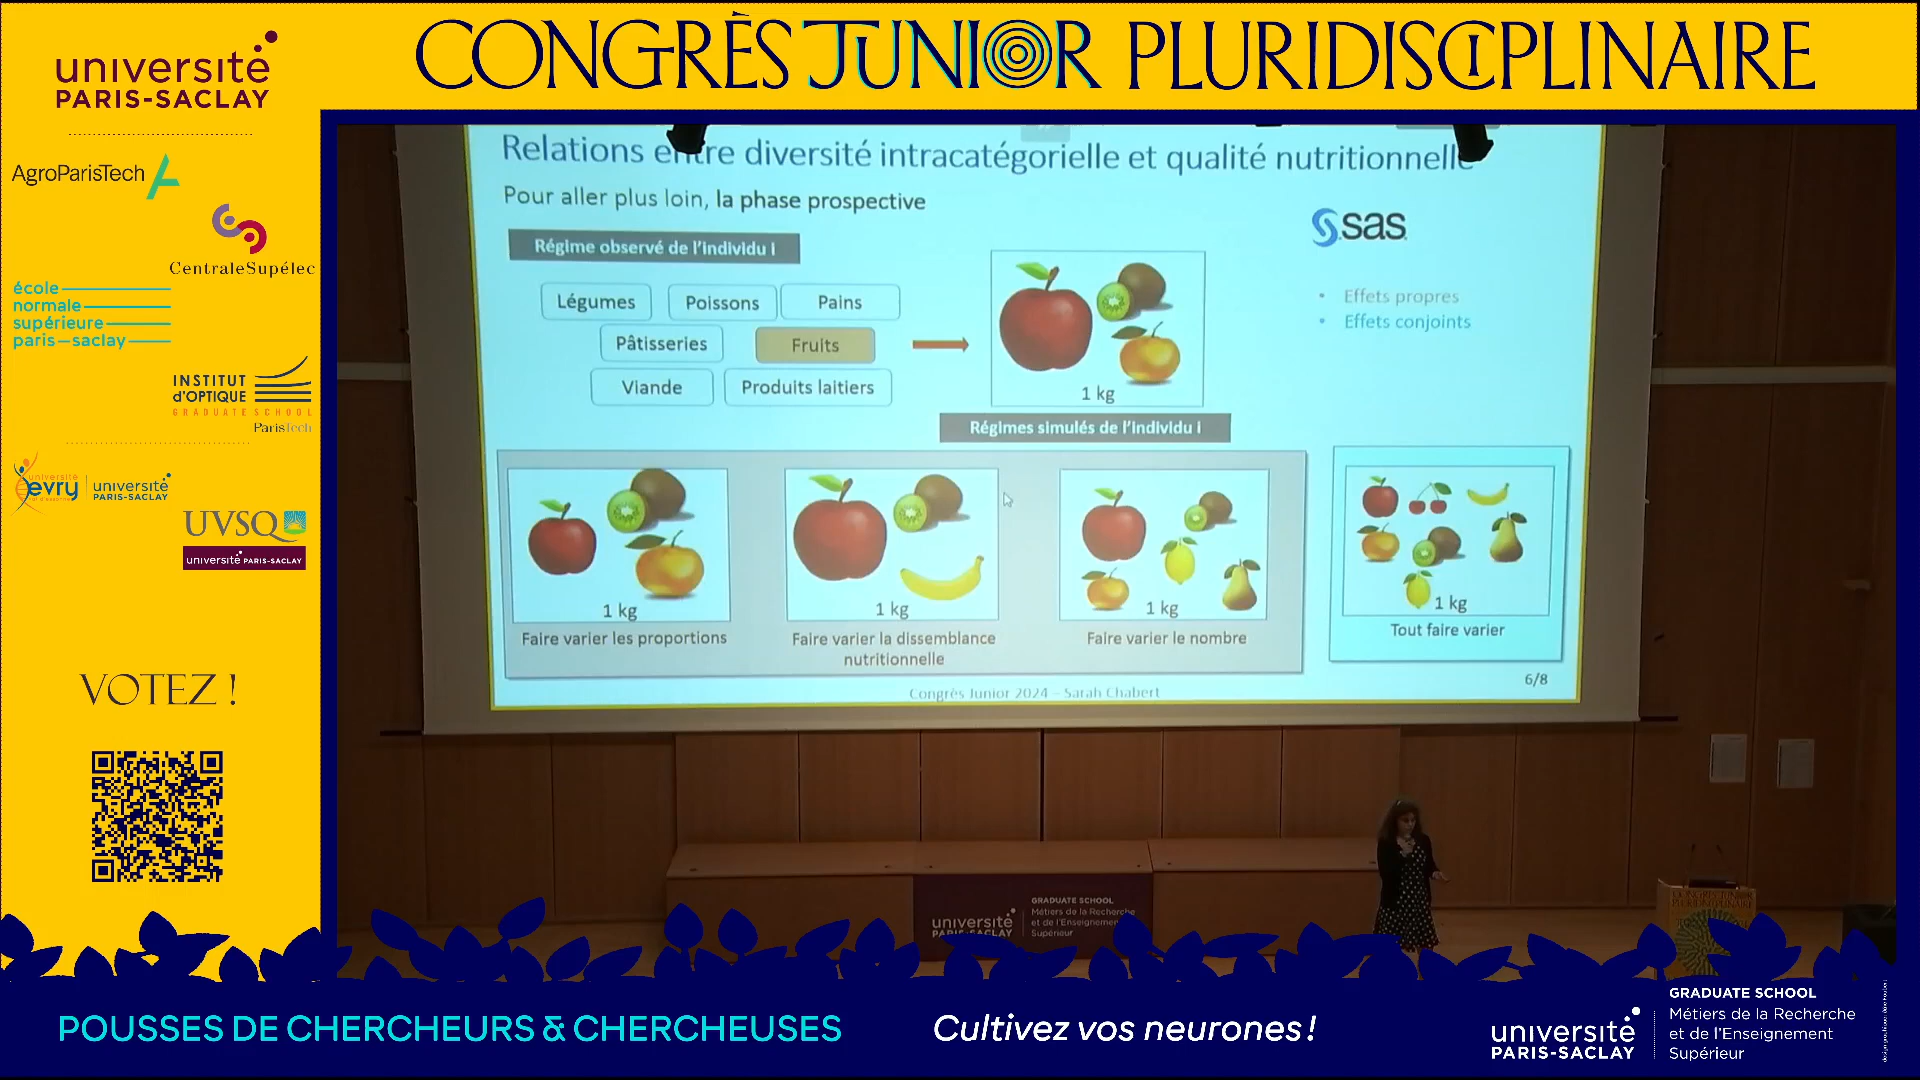 CONGRÈS JUNIOR PLURIDISCIPLINAIRE
université
PARIS-SACLAY
AgroParisTech
CentraleSupélec
école
normale
supérieure
paris-saclay
INSTITUT
d'OPTIQUE
GRADUATE SCHOOL
ParisTech
université
evry
université
PARIS-SACLAY
UVSQ
université PARIS-SACLAY
VOTEZ !
Relations entre diversité intracatégorielle et qualité nutritionnelle
Pour aller plus loin, la phase prospective
Régime observé de l'individu i
Légumes
Poissons
Pains
Pâtisseries
Fruits
Viande
Produits laitiers
1 kg
sas
• Effets propres
• Effets conjoints
Régimes simulés de l'individu i
1 kg
Faire varier les proportions
1 kg
Faire varier la dissemblance
nutritionnelle
1 kg
Faire varier le nombre
1 kg
Tout faire varier
Congrès Junior 2024 – Sarah Chabert
6/8
université
PARIS-SACLAY
GRADUATE SCHOOL
Métiers de la Recherche
et de l'Enseignement
Supérieur
CONGRÈS JUNIOR
PLURIDISCIPLINAIRE
POUSSES DE CHERCHEURS & CHERCHEUSES
Cultivez vos neurones !
université
PARIS-SACLAY
GRADUATE SCHOOL
Métiers de la Recherche
et de l'Enseignement
Supérieur